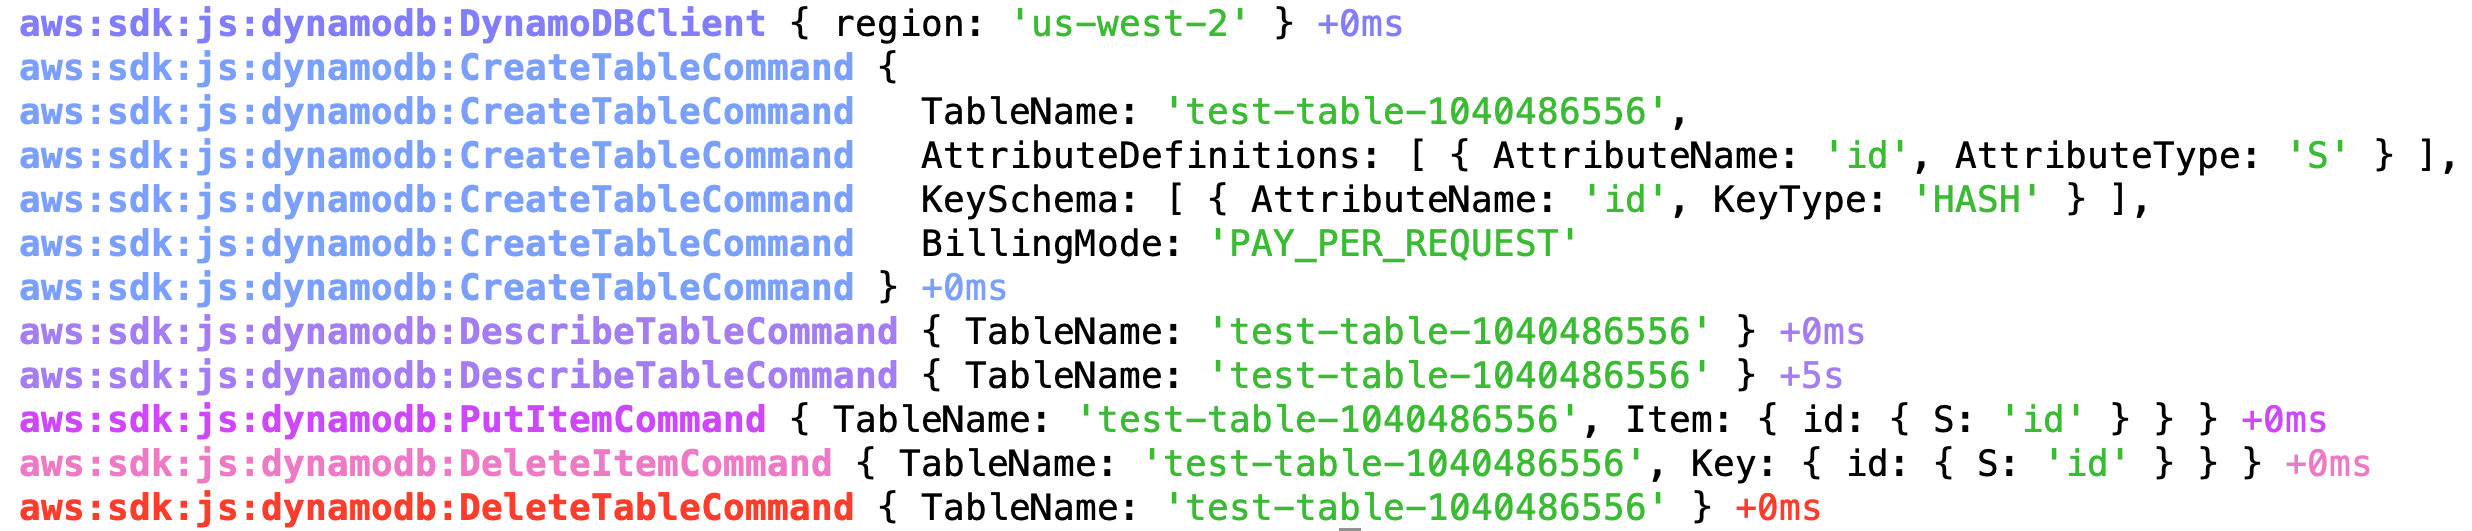 aws:sdk:js:dynamodb:DynamoDBClient { region: 'us-west-2' } +0ms
aws:sdk:js:dynamodb:CreateTableCommand {
aws:sdk:js:dynamodb:CreateTableCommand   TableName: 'test-table-1040486556',
aws:sdk:js:dynamodb:CreateTableCommand   AttributeDefinitions: [ { AttributeName: 'id', AttributeType: 'S' } ],
aws:sdk:js:dynamodb:CreateTableCommand   KeySchema: [ { AttributeName: 'id', KeyType: 'HASH' } ],
aws:sdk:js:dynamodb:CreateTableCommand   BillingMode: 'PAY_PER_REQUEST'
aws:sdk:js:dynamodb:CreateTableCommand } +0ms
aws:sdk:js:dynamodb:DescribeTableCommand { TableName: 'test-table-1040486556' } +0ms
aws:sdk:js:dynamodb:DescribeTableCommand { TableName: 'test-table-1040486556' } +5s
aws:sdk:js:dynamodb:PutItemCommand { TableName: 'test-table-1040486556', Item: { id: { S: 'id' } } } +0ms
aws:sdk:js:dynamodb:DeleteItemCommand { TableName: 'test-table-1040486556', Key: { id: { S: 'id' } } } +0ms
aws:sdk:js:dynamodb:DeleteTableCommand { TableName: 'test-table-1040486556' } +0ms